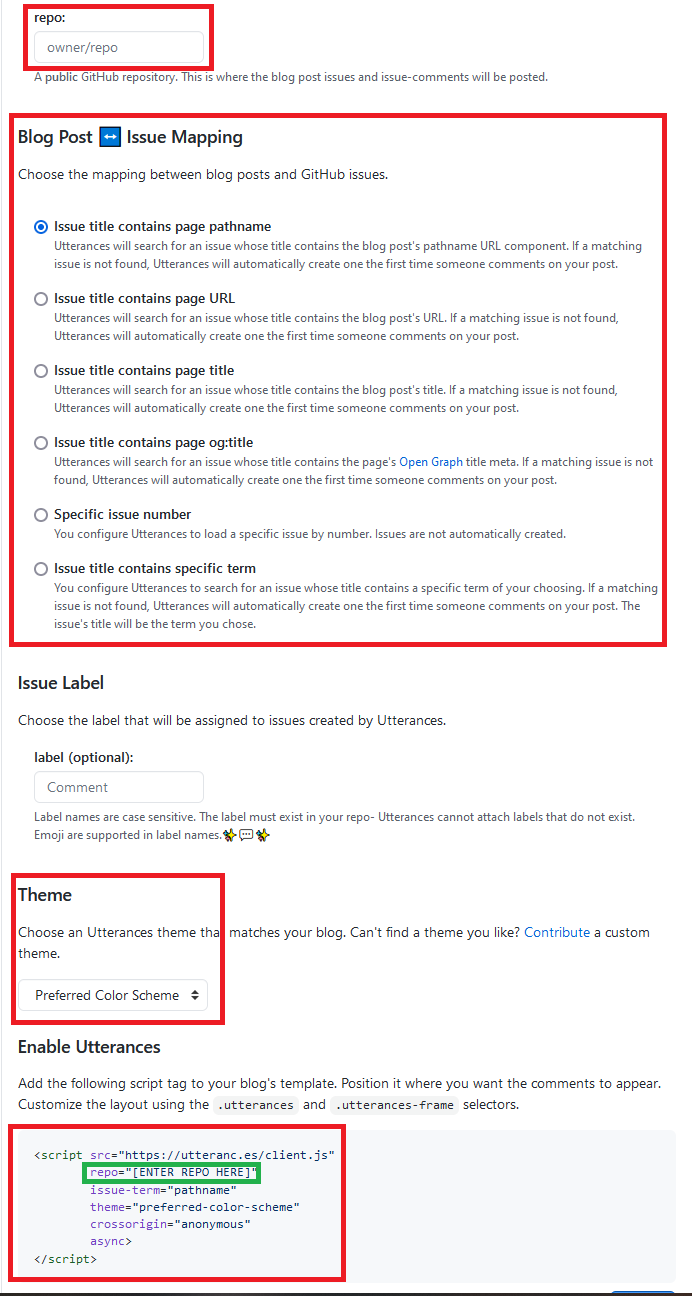 repo:
owner/repo
A public GitHub repository. This is where the blog post issues and issue-comments will be posted.
Blog Post ↔️ Issue Mapping
Choose the mapping between blog posts and GitHub issues.
Issue title contains page pathname
Utterances will search for an issue whose title contains the blog post's pathname URL component. If a matching
issue is not found, Utterances will automatically create one the first time someone comments on your post.
Issue title contains page URL
Utterances will search for an issue whose title contains the blog post's URL. If a matching issue is not found,
Utterances will automatically create one the first time someone comments on your post.
Issue title contains page title
Utterances will search for an issue whose title contains the blog post's title. If a matching issue is not found,
Utterances will automatically create one the first time someone comments on your post.
Issue title contains page og:title
Utterances will search for an issue whose title contains the page's Open Graph title meta. If a matching issue is not
found, Utterances will automatically create one the first time someone comments on your post.
Specific issue number
You configure Utterances to load a specific issue by number. Issues are not automatically created.
Issue title contains specific term
You configure Utterances to search for an issue whose title contains a specific term of your choosing. If a matching
issue is not found, Utterances will automatically create one the first time someone comments on your post. The
issue's title will be the term you chose.
Issue Label
Choose the label that will be assigned to issues created by Utterances.
label (optional):
Comment
Label names are case sensitive. The label must exist in your repo- Utterances cannot attach labels that do not exist.
Emoji are supported in label names.✨💬✨
Theme
Choose an Utterances theme that matches your blog. Can't find a theme you like? Contribute a custom
theme.
Preferred Color Scheme
Enable Utterances
Add the following script tag to your blog's template. Position it where you want the comments to appear.
Customize the layout using the .utterances and .utterances-frame selectors.
<script src="https://utteranc.es/client.js"
repo="[ENTER REPO HERE]"
issue-term="pathname"
theme="preferred-color-scheme"
crossorigin="anonymous"
async>
</script>